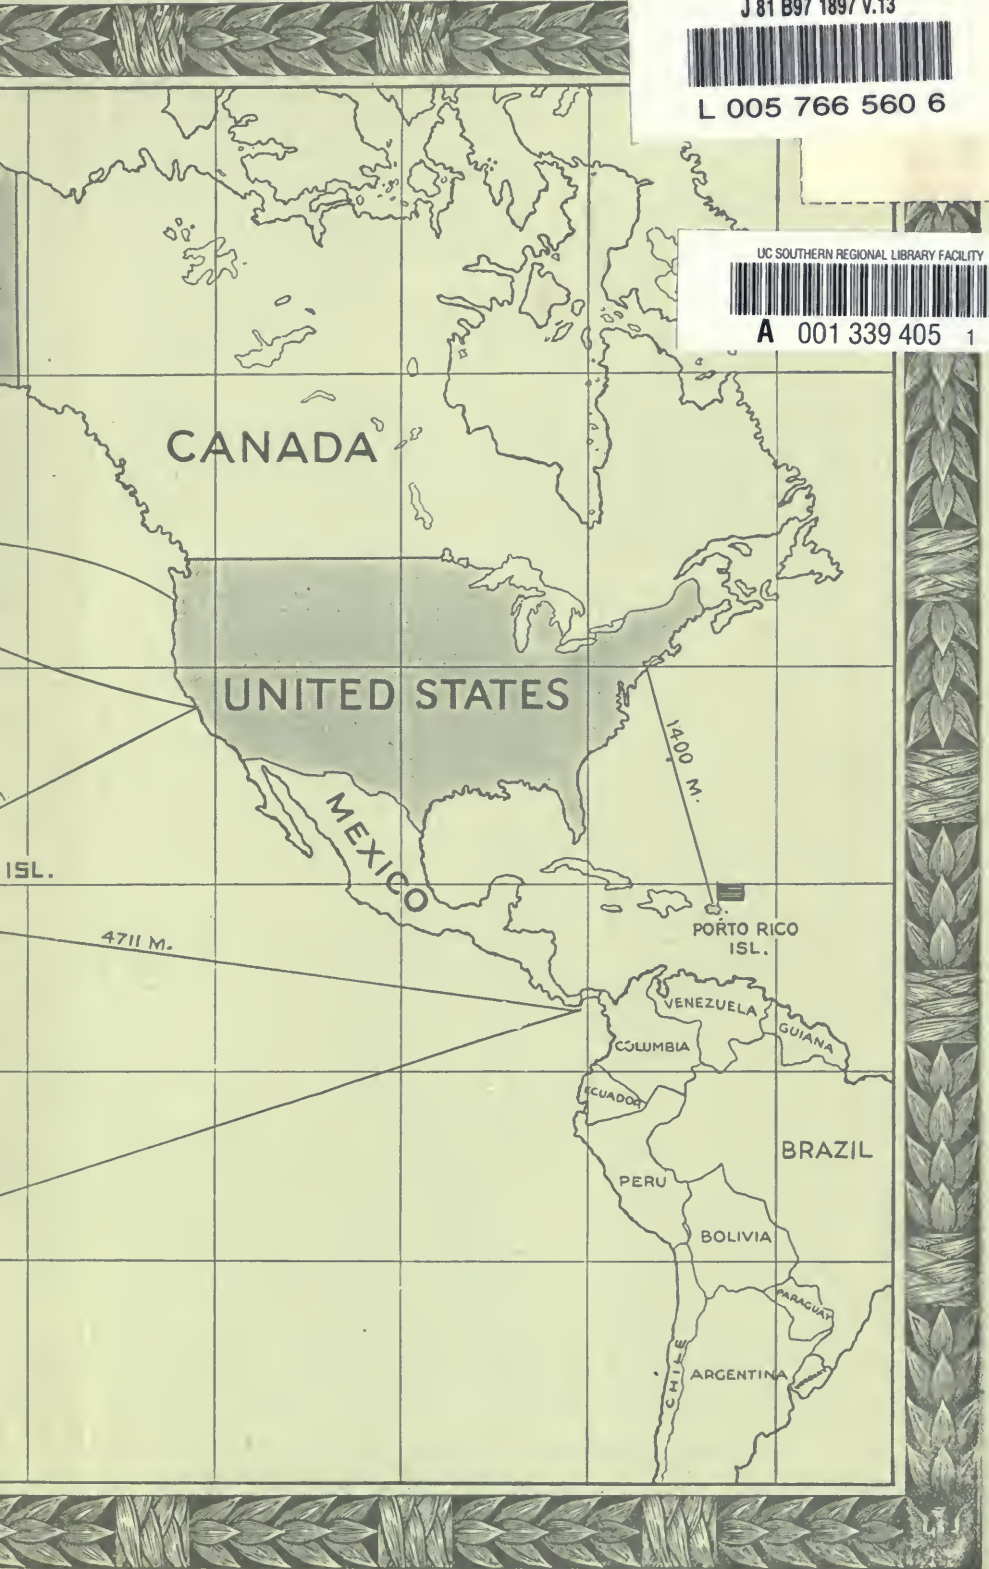 J 81 B97 1897 V.13
L 005 766 560 6
UC SOUTHERN REGIONAL LIBRARY FACILITY
A 001 339 405 1
CANADA
UNITED STATES
1400 M.
MEXICO
ISL.
PORTO RICO
ISL.
4711 M.
VENEZUELA
GUIANA
COLUMBIA
ECUADOR
BRAZIL
PERU
BOLIVIA
PARAGUAY
CHILE
ARGENTINA